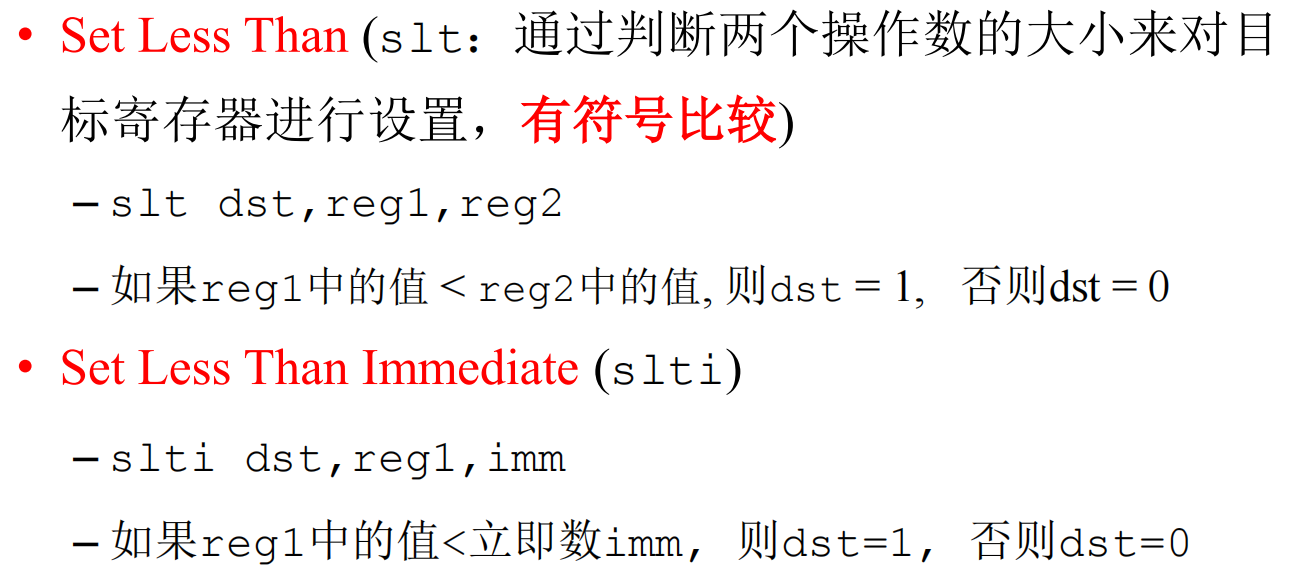 • Set Less Than (slt：通过判断两个操作数的大小来对目
标寄存器进行设置，有符号比较)
– slt dst,reg1,reg2
– 如果reg1中的值 < reg2中的值, 则dst = 1, 否则dst = 0
• Set Less Than Immediate (slti)
– slti dst,reg1,imm
– 如果reg1中的值<立即数imm, 则dst=1, 否则dst=0